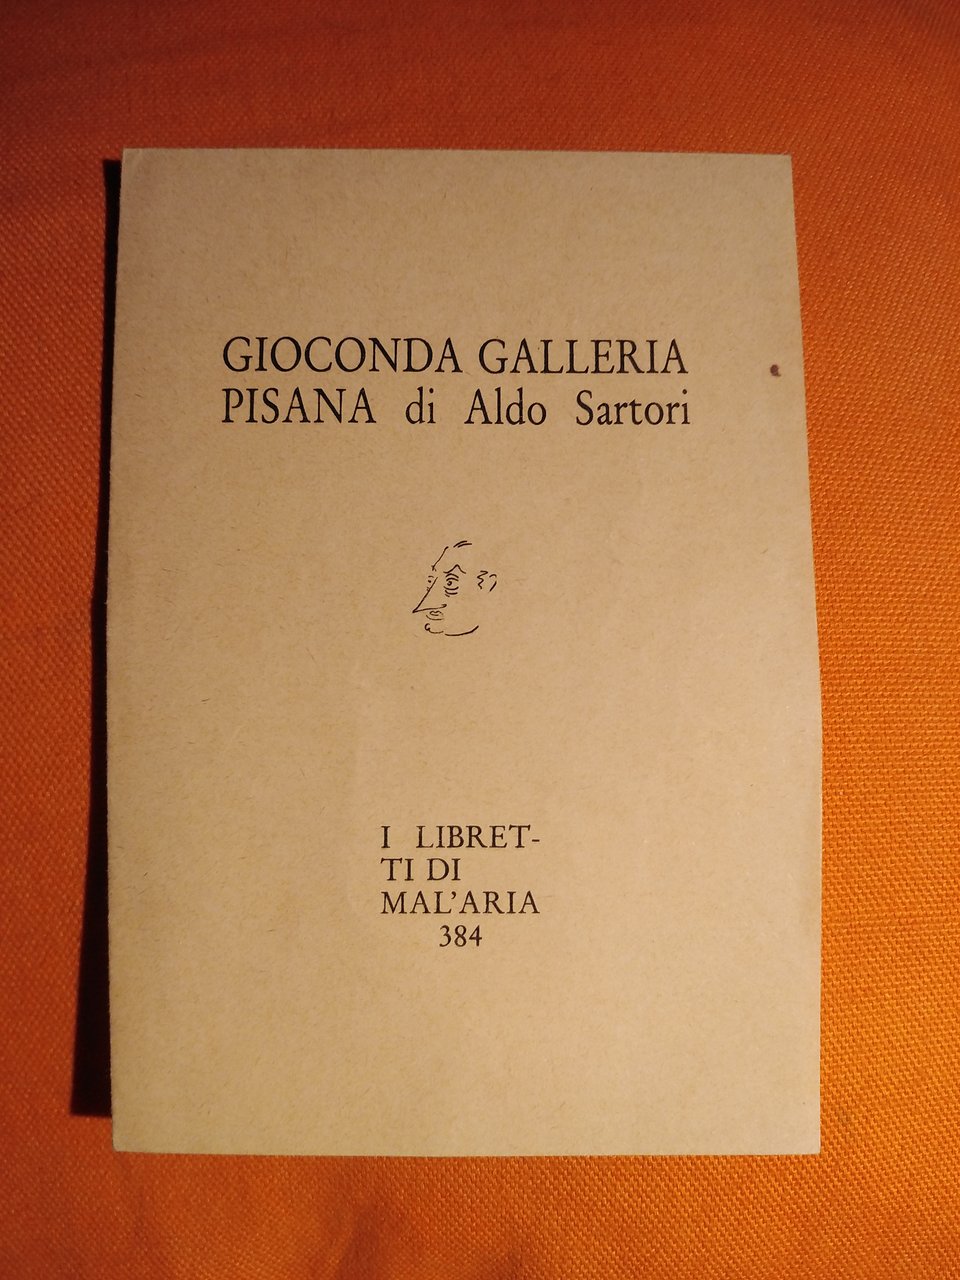 GIOCONDA GALLERIA
PISANA di Aldo Sartori
I LIBRET-
TI DI
MAL'ARIA
384